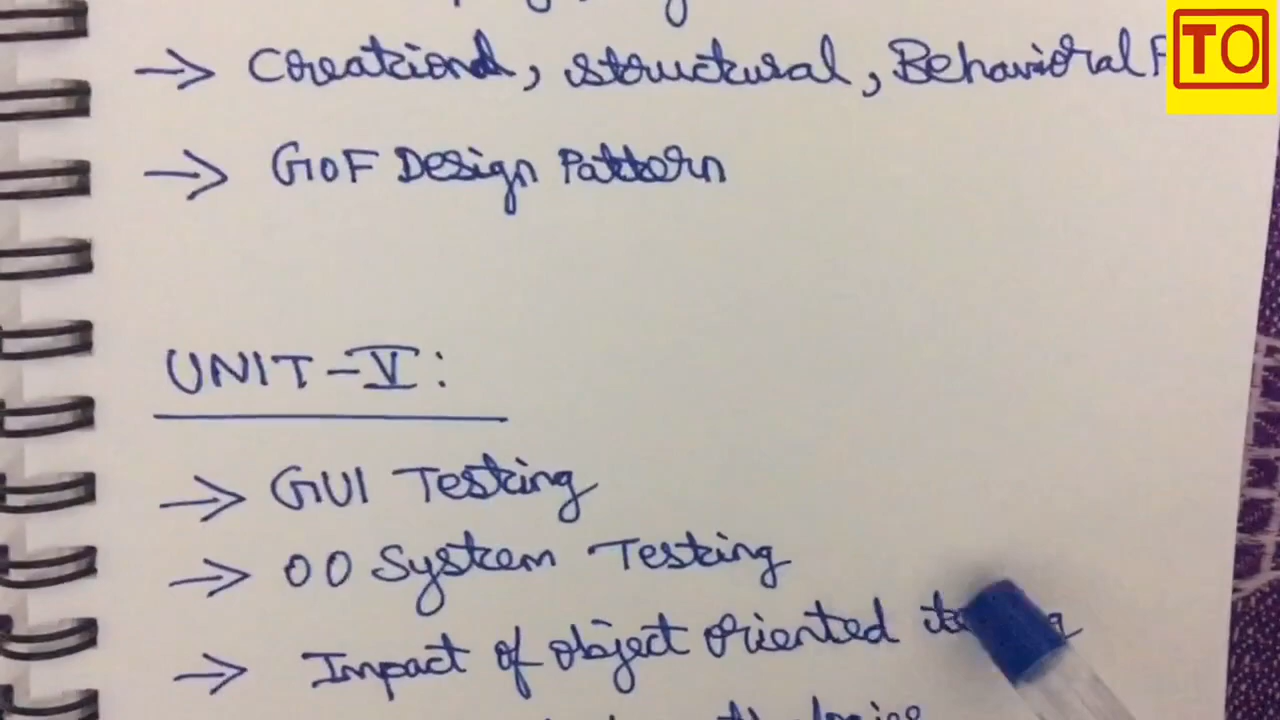 → Creational, structural, Behavioral P
TO
→ GOF Design Pattern
UNIT-V:
→ GUI Testing
→ OO System Testing
→ Impact of object oriented